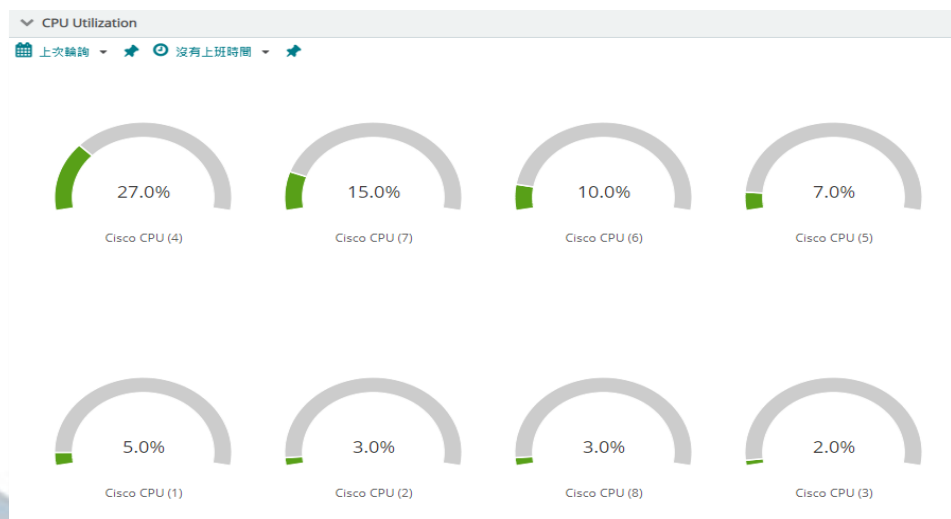 CPU Utilization
上次輪詢 沒有上班時間
27.0% 15.0% 10.0% 7.0%
Cisco CPU (4) Cisco CPU (7) Cisco CPU (6) Cisco CPU (5)
5.0% 3.0% 3.0% 2.0%
Cisco CPU (1) Cisco CPU (2) Cisco CPU (8) Cisco CPU (3)